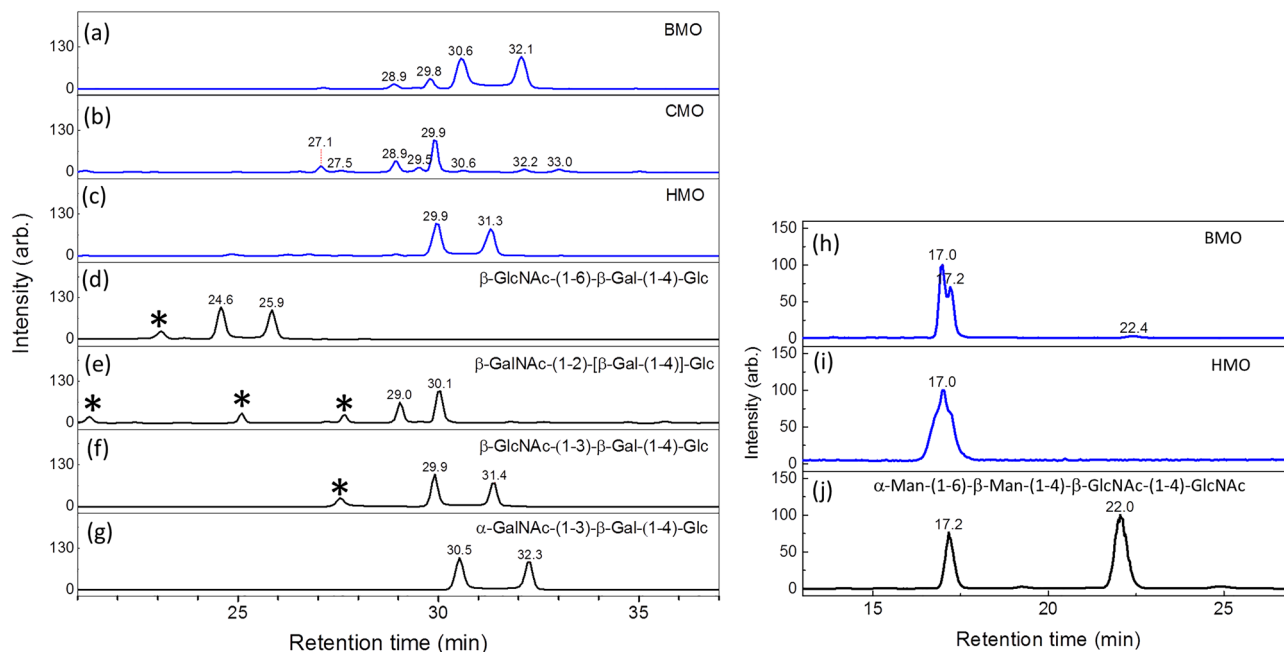 (a)
BMO
130
0
28.9
29.8
30.6
32.1
(b)
CMO
130
0
27.1
27.5
28.9
29.5
29.9
30.6
32.2
33.0
(c)
HMO
130
0
29.9
31.3
(d)
β-GlcNAc-(1-6)-β-Gal-(1-4)-Glc
130
0
*
24.6
25.9
(e)
β-GalNAc-(1-2)-[β-Gal-(1-4)]-Glc
130
0
*
*
*
29.0
30.1
(f)
β-GlcNAc-(1-3)-β-Gal-(1-4)-Glc
130
0
*
29.9
31.4
(g)
α-GalNAc-(1-3)-β-Gal-(1-4)-Glc
130
0
30.5
32.3
25
30
35
Retention time (min)
Intensity (arb.)
(h)
BMO
150
100
50
0
17.0
17.2
22.4
(i)
HMO
150
100
50
0
17.0
(j)
α-Man-(1-6)-β-Man-(1-4)-β-GlcNAc-(1-4)-GlcNAc
150
100
50
0
17.2
22.0
15
20
25
Retention time (min)
Intensity (arb.)